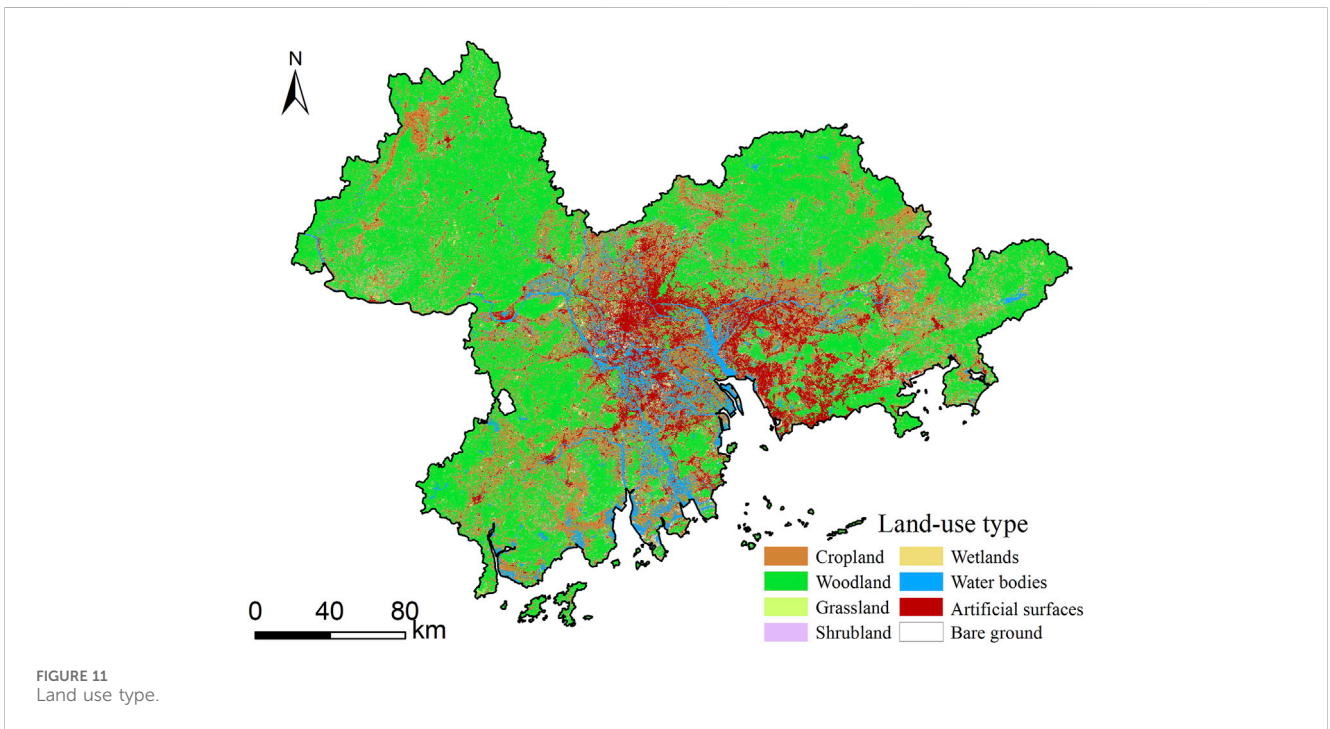 N
Land-use type
Cropland
Wetlands
Woodland
Water bodies
Grassland
Artificial surfaces
Shrubland
Bare ground
0 40 80
km
FIGURE 11
Land use type.